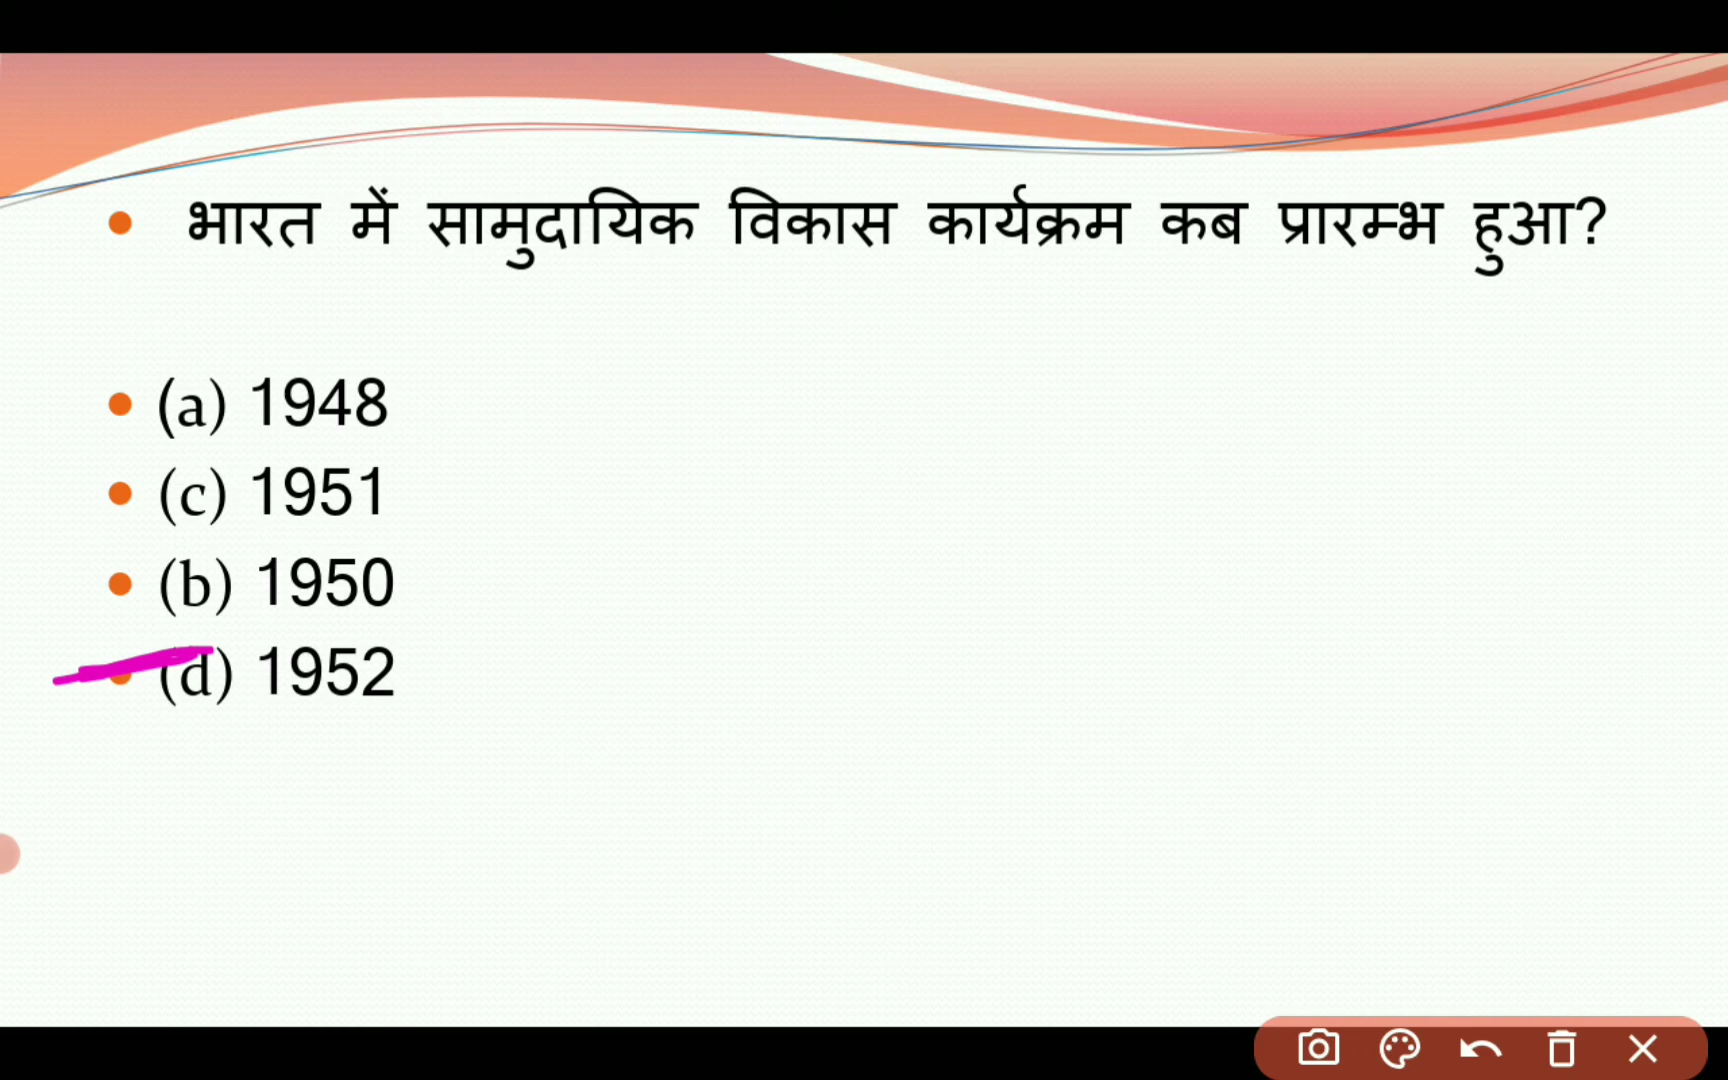 भारत में सामुदायिक विकास कार्यक्रम कब प्रारम्भ हुआ?
(a) 1948
(c) 1951
(b) 1950
(d) 1952